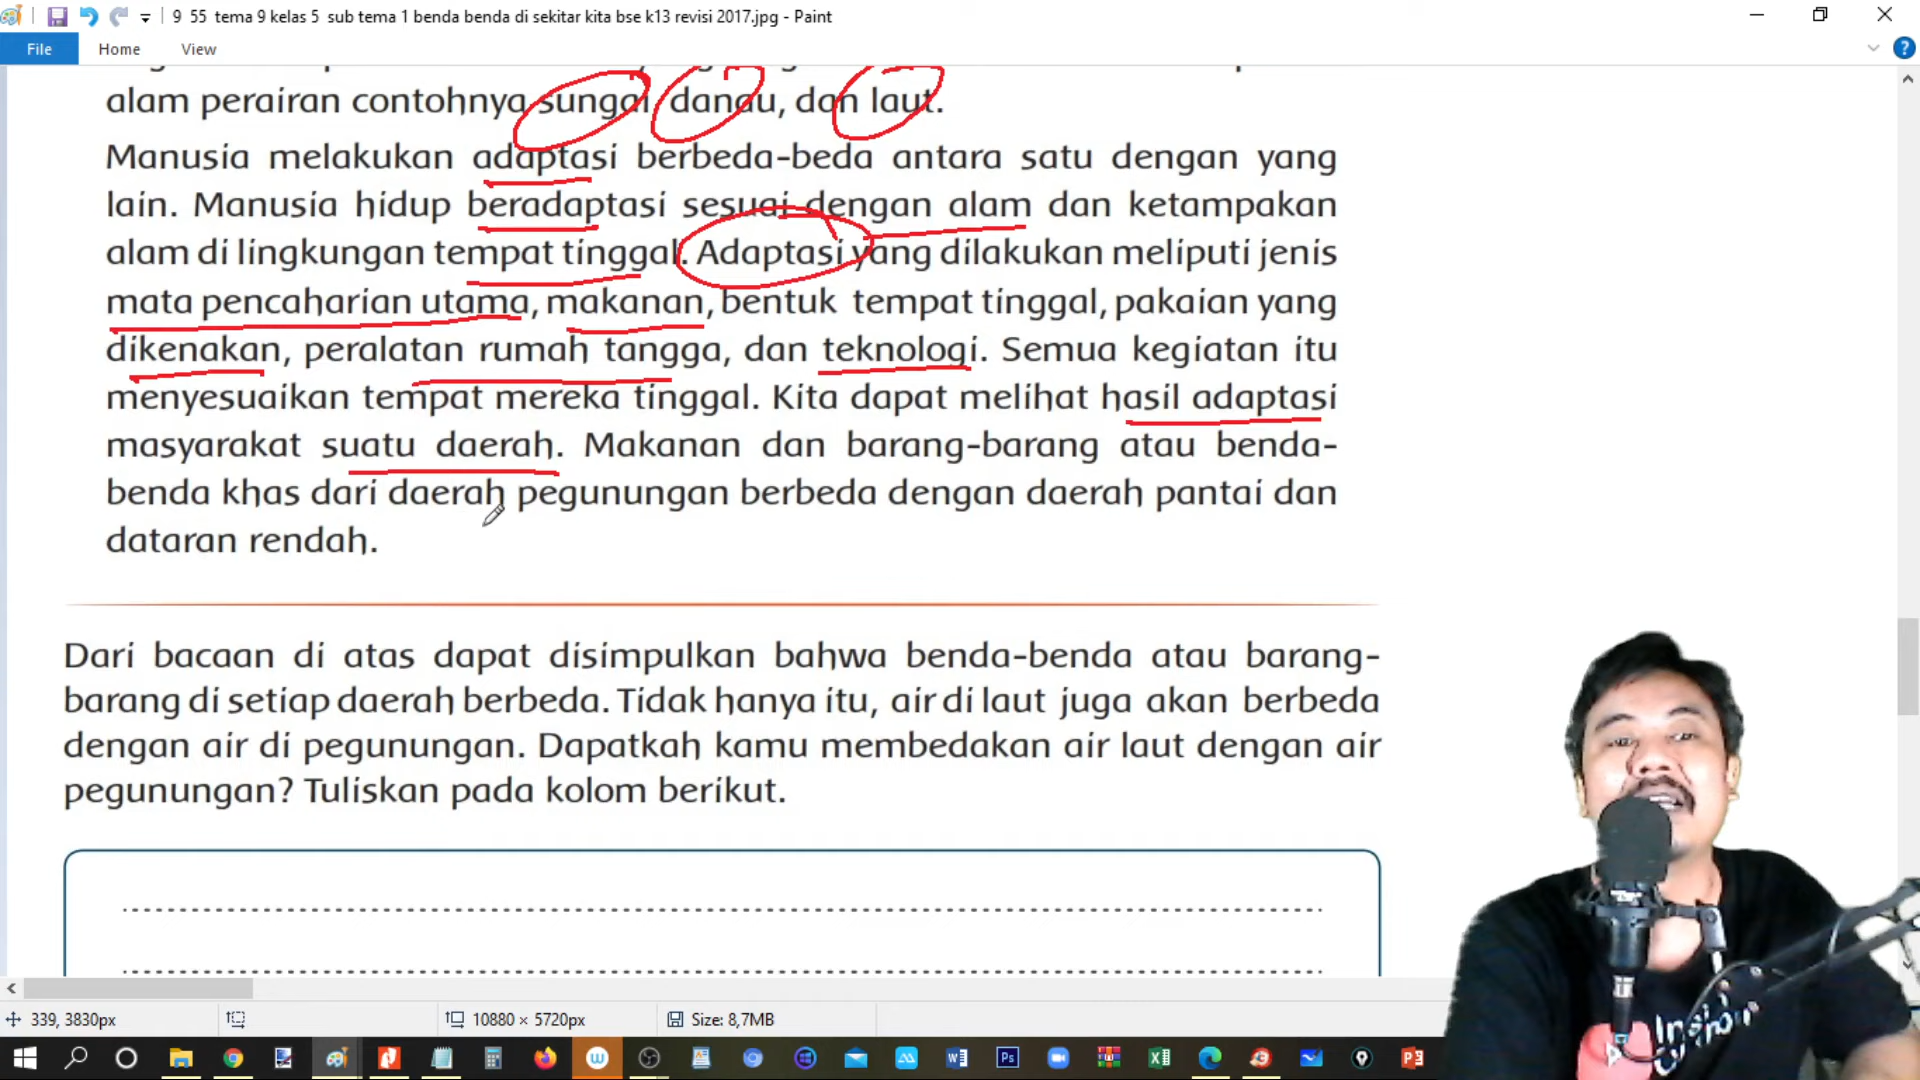 9 55 tema 9 kelas 5 sub tema 1 benda benda di sekitar kita bse k13 revisi 2017.jpg - Paint
File Home View
alam perairan contohnya sungai, danau, dan laut.
Manusia melakukan adaptasi berbeda-beda antara satu dengan yang
lain. Manusia hidup beradaptasi sesuai dengan alam dan ketampakan
alam di lingkungan tempat tinggal. Adaptasi yang dilakukan meliputi jenis
mata pencaharian utama, makanan, bentuk tempat tinggal, pakaian yang
dikenakan, peralatan rumah tangga, dan teknologi. Semua kegiatan itu
menyesuaikan tempat mereka tinggal. Kita dapat melihat hasil adaptasi
masyarakat suatu daerah. Makanan dan barang-barang atau benda-
benda khas dari daerah pegunungan berbeda dengan daerah pantai dan
dataran rendah.
Dari bacaan di atas dapat disimpulkan bahwa benda-benda atau barang-
barang di setiap daerah berbeda. Tidak hanya itu, air di laut juga akan berbeda
dengan air di pegunungan. Dapatkah kamu membedakan air laut dengan air
pegunungan? Tuliskan pada kolom berikut.
339, 3830px 10880 × 5720px Size: 8,7MB